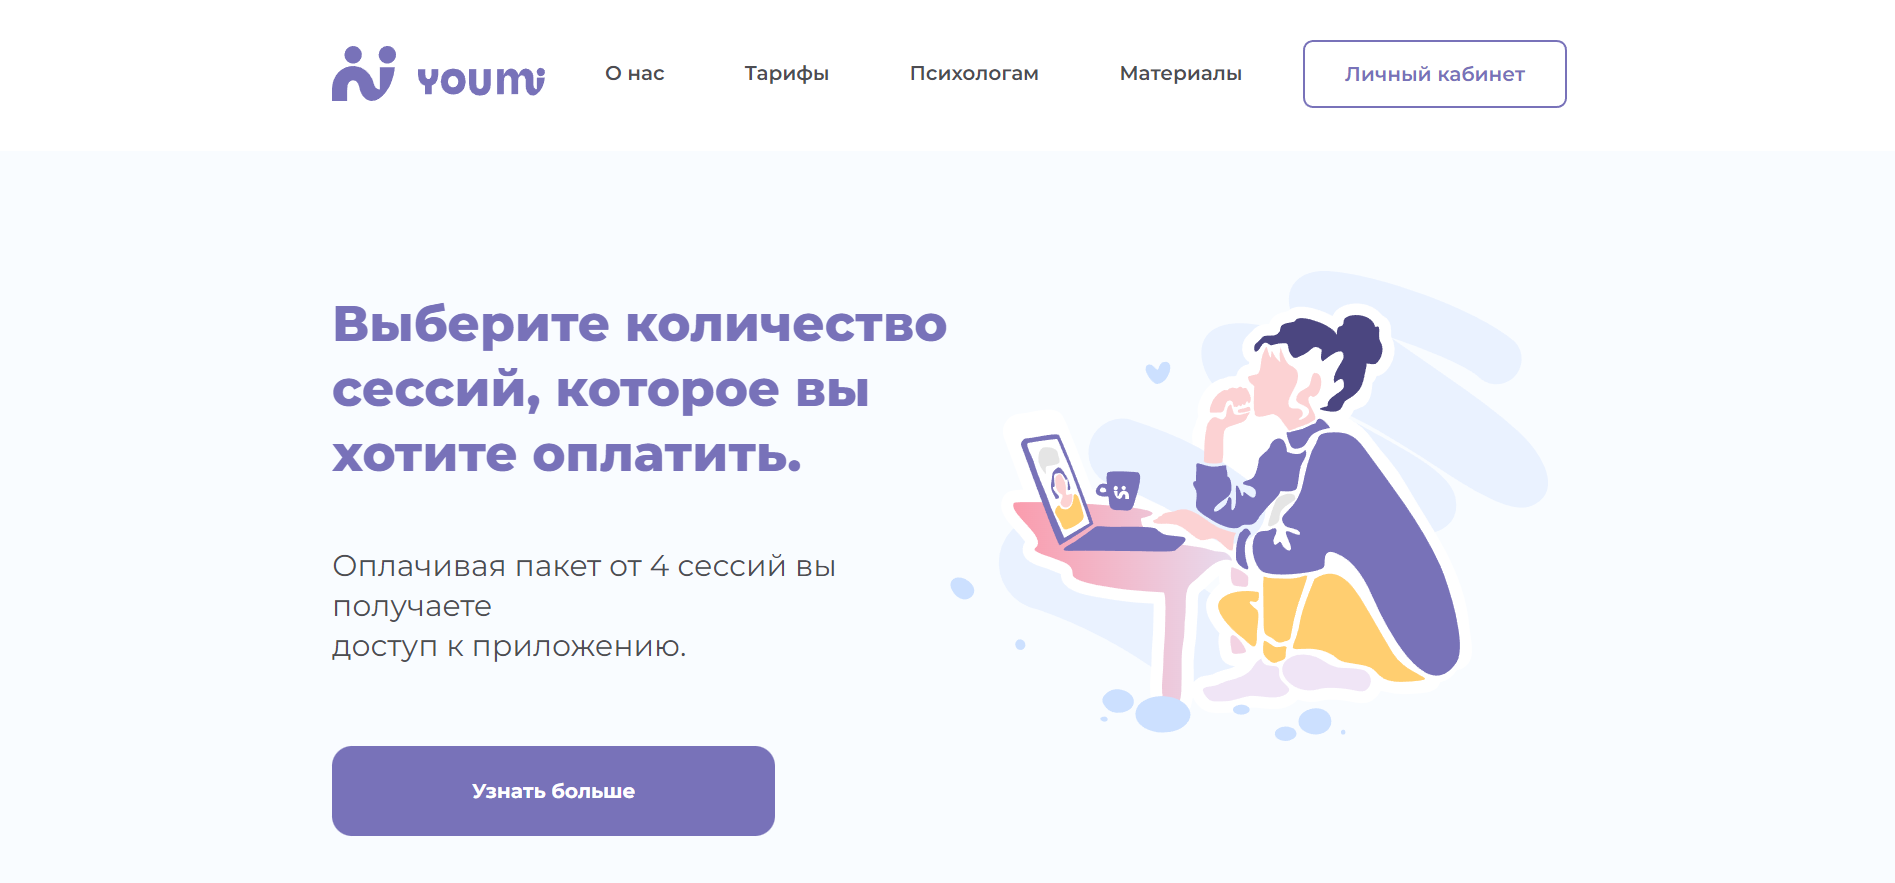 youmi
О нас
Тарифы
Психологам
Материалы
Личный кабинет
Выберите количество
сессий, которое вы
хотите оплатить.
Оплачивая пакет от 4 сессий вы
получаете
доступ к приложению.
Узнать больше